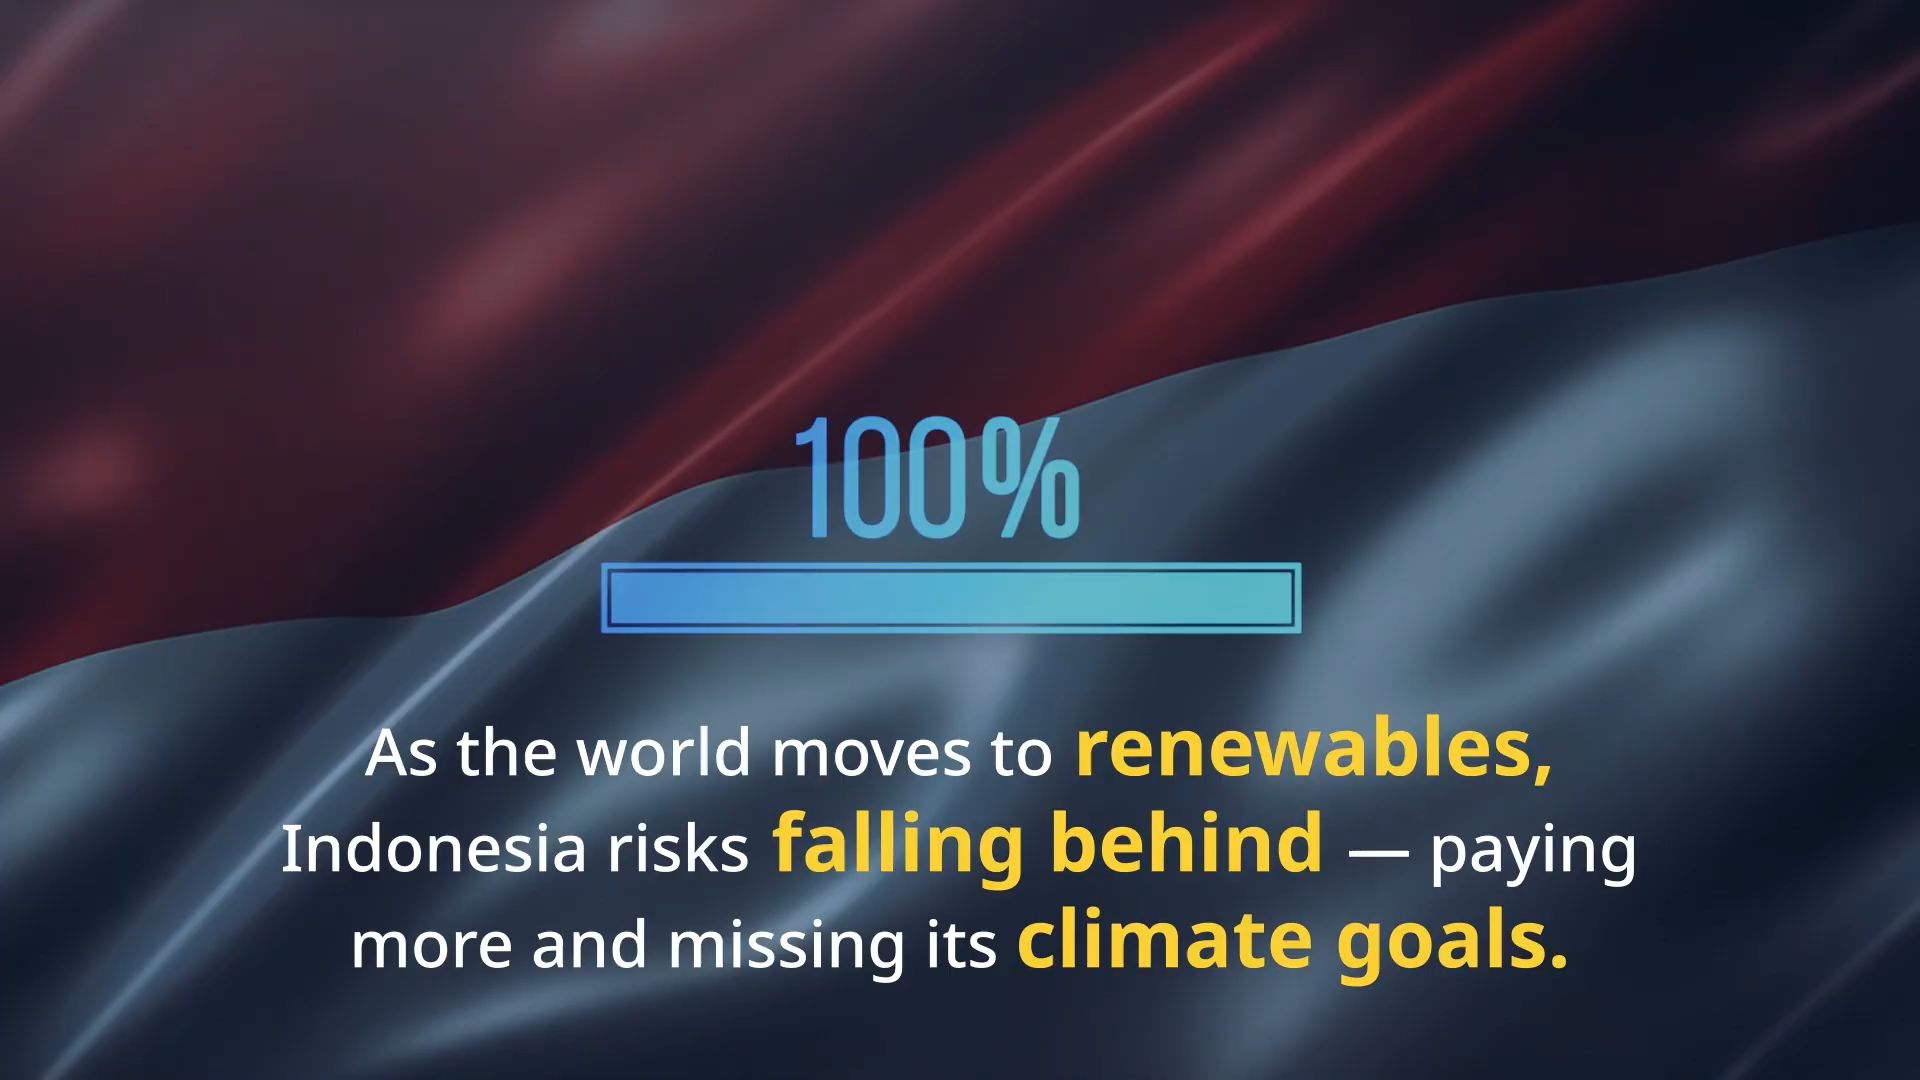 100%
As the world moves to renewables,
Indonesia risks falling behind — paying
more and missing its climate goals.